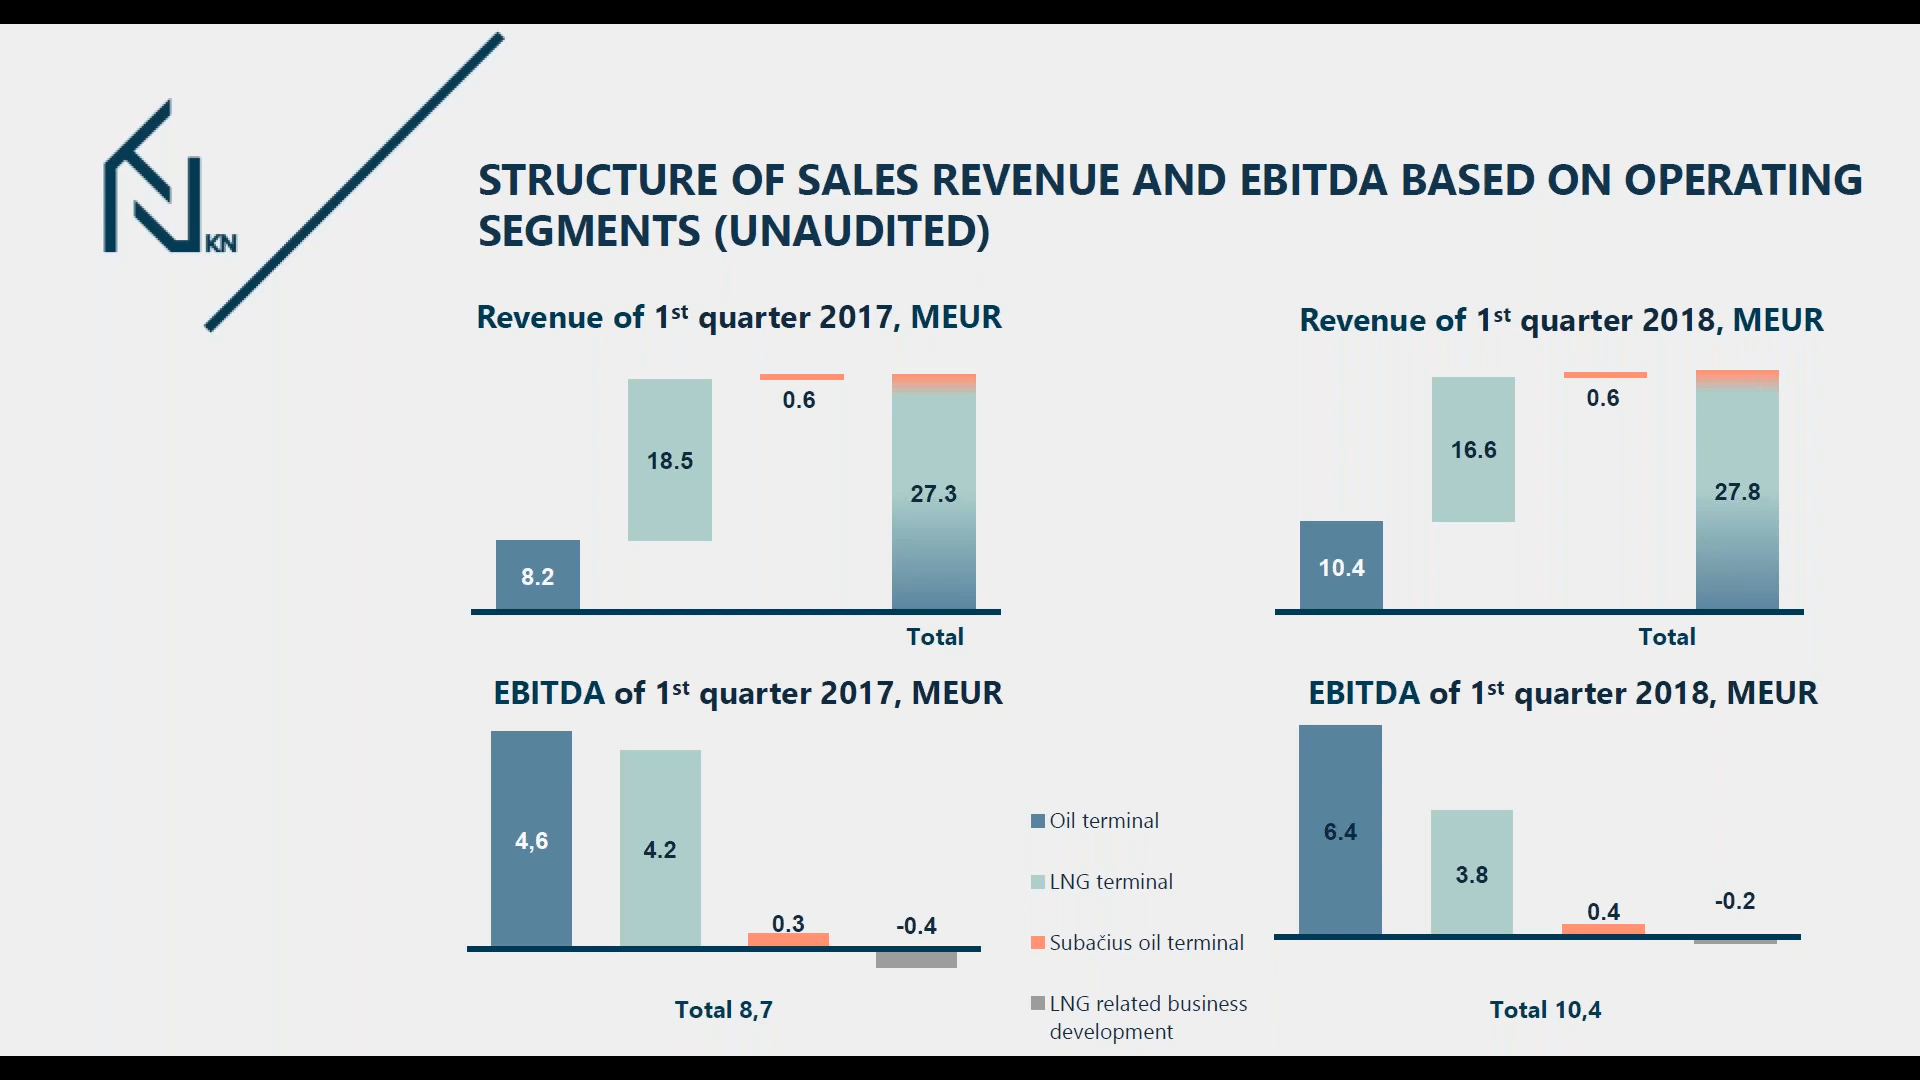 KN
STRUCTURE OF SALES REVENUE AND EBITDA BASED ON OPERATING
SEGMENTS (UNAUDITED)
Revenue of 1st quarter 2017, MEUR
8.2
18.5
0.6
27.3
Total
Revenue of 1st quarter 2018, MEUR
10.4
16.6
0.6
27.8
Total
EBITDA of 1st quarter 2017, MEUR
4,6
4.2
0.3
-0.4
Total 8,7
Oil terminal
LNG terminal
Subačius oil terminal
LNG related business
development
EBITDA of 1st quarter 2018, MEUR
6.4
3.8
0.4
-0.2
Total 10,4